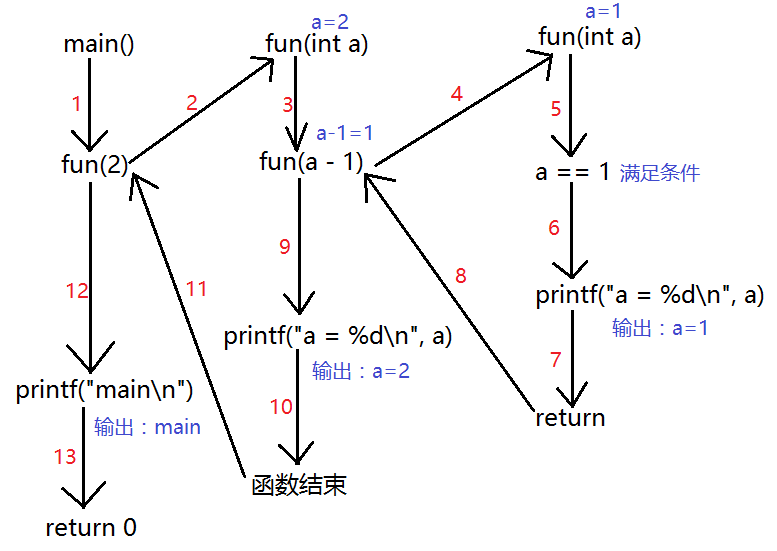 main()
1
fun(2)
12
printf("main\n")
输出：main
13
return 0
2
11
a=2
fun(int a)
3
a-1=1
fun(a - 1)
9
printf("a = %d\n", a)
输出：a=2
10
函数结束
4
8
a=1
fun(int a)
5
a == 1 满足条件
6
printf("a = %d\n", a)
输出：a=1
7
return